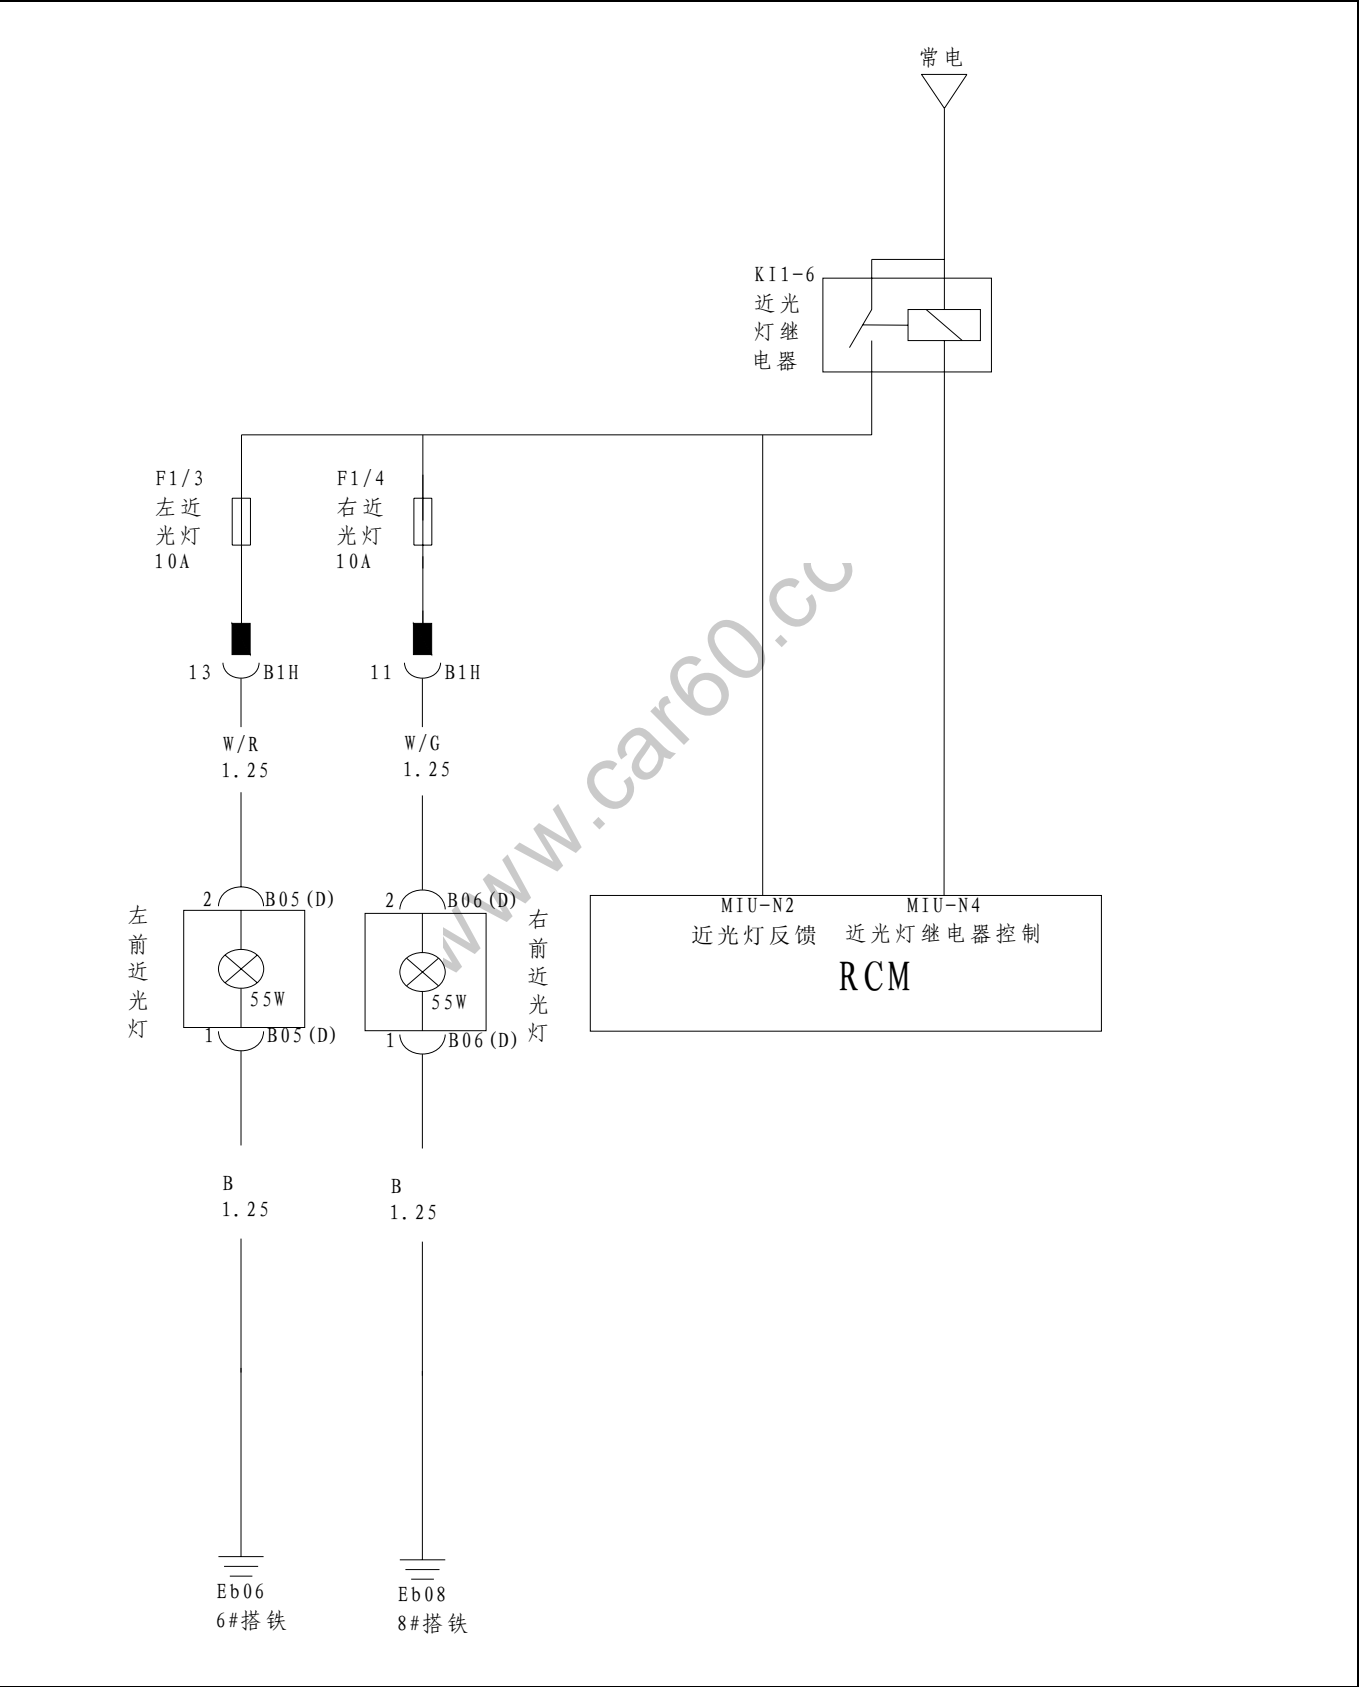 常电
KI1-6
近光
灯继
电器
F1/3
左近
光灯
10A
F1/4
右近
光灯
10A
13 B1H
11 B1H
W/R
1.25
W/G
1.25
www.car60.co
2 B05(D)
左前近光灯
55W
1 B05(D)
2 B06(D)
右前近光灯
55W
1 B06(D)
MIU-N2
近光灯反馈
MIU-N4
近光灯继电器控制
RCM
B
1.25
B
1.25
Eb06
6#搭铁
Eb08
8#搭铁